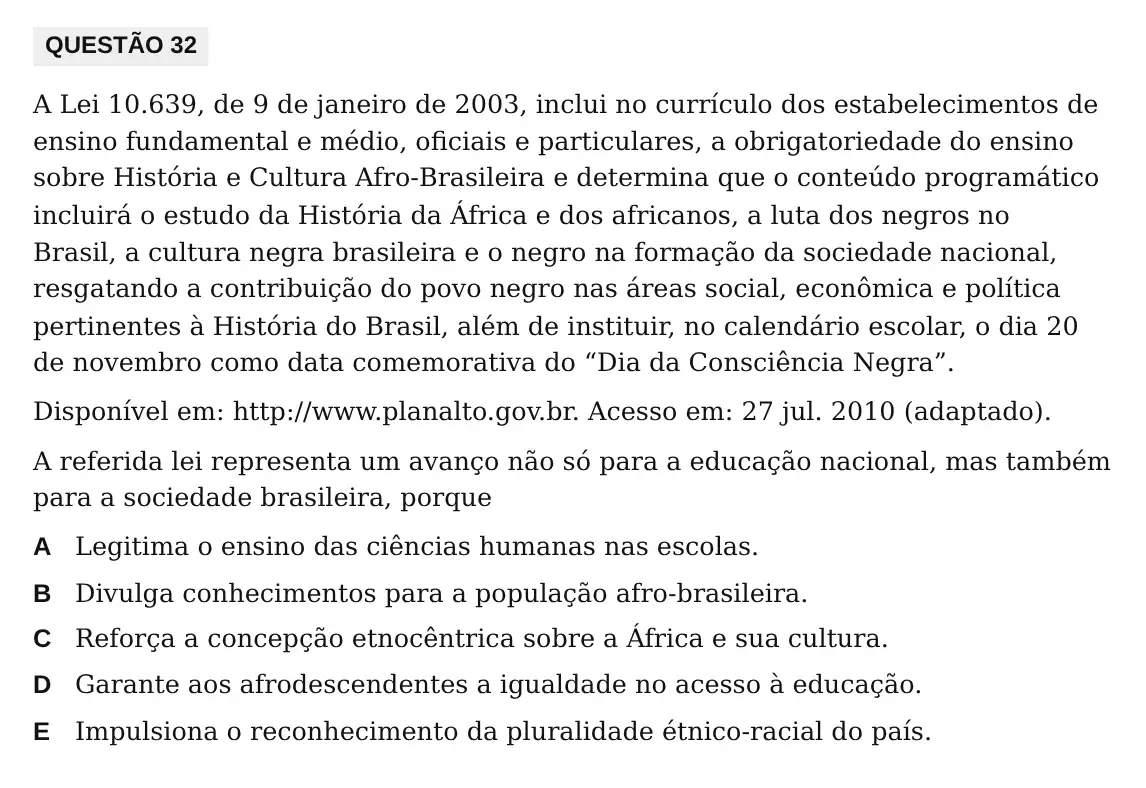 QUESTÃO 32
A Lei 10.639, de 9 de janeiro de 2003, inclui no currículo dos estabelecimentos de
ensino fundamental e médio, oficiais e particulares, a obrigatoriedade do ensino
sobre História e Cultura Afro-Brasileira e determina que o conteúdo programático
incluirá o estudo da História da África e dos africanos, a luta dos negros no
Brasil, a cultura negra brasileira e o negro na formação da sociedade nacional,
resgatando a contribuição do povo negro nas áreas social, econômica e política
pertinentes à História do Brasil, além de instituir, no calendário escolar, o dia 20
de novembro como data comemorativa do “Dia da Consciência Negra”.
Disponível em: http://www.planalto.gov.br. Acesso em: 27 jul. 2010 (adaptado).
A referida lei representa um avanço não só para a educação nacional, mas também
para a sociedade brasileira, porque
A Legitima o ensino das ciências humanas nas escolas.
B Divulga conhecimentos para a população afro-brasileira.
C Reforça a concepção etnocêntrica sobre a África e sua cultura.
D Garante aos afrodescendentes a igualdade no acesso à educação.
E Impulsiona o reconhecimento da pluralidade étnico-racial do país.